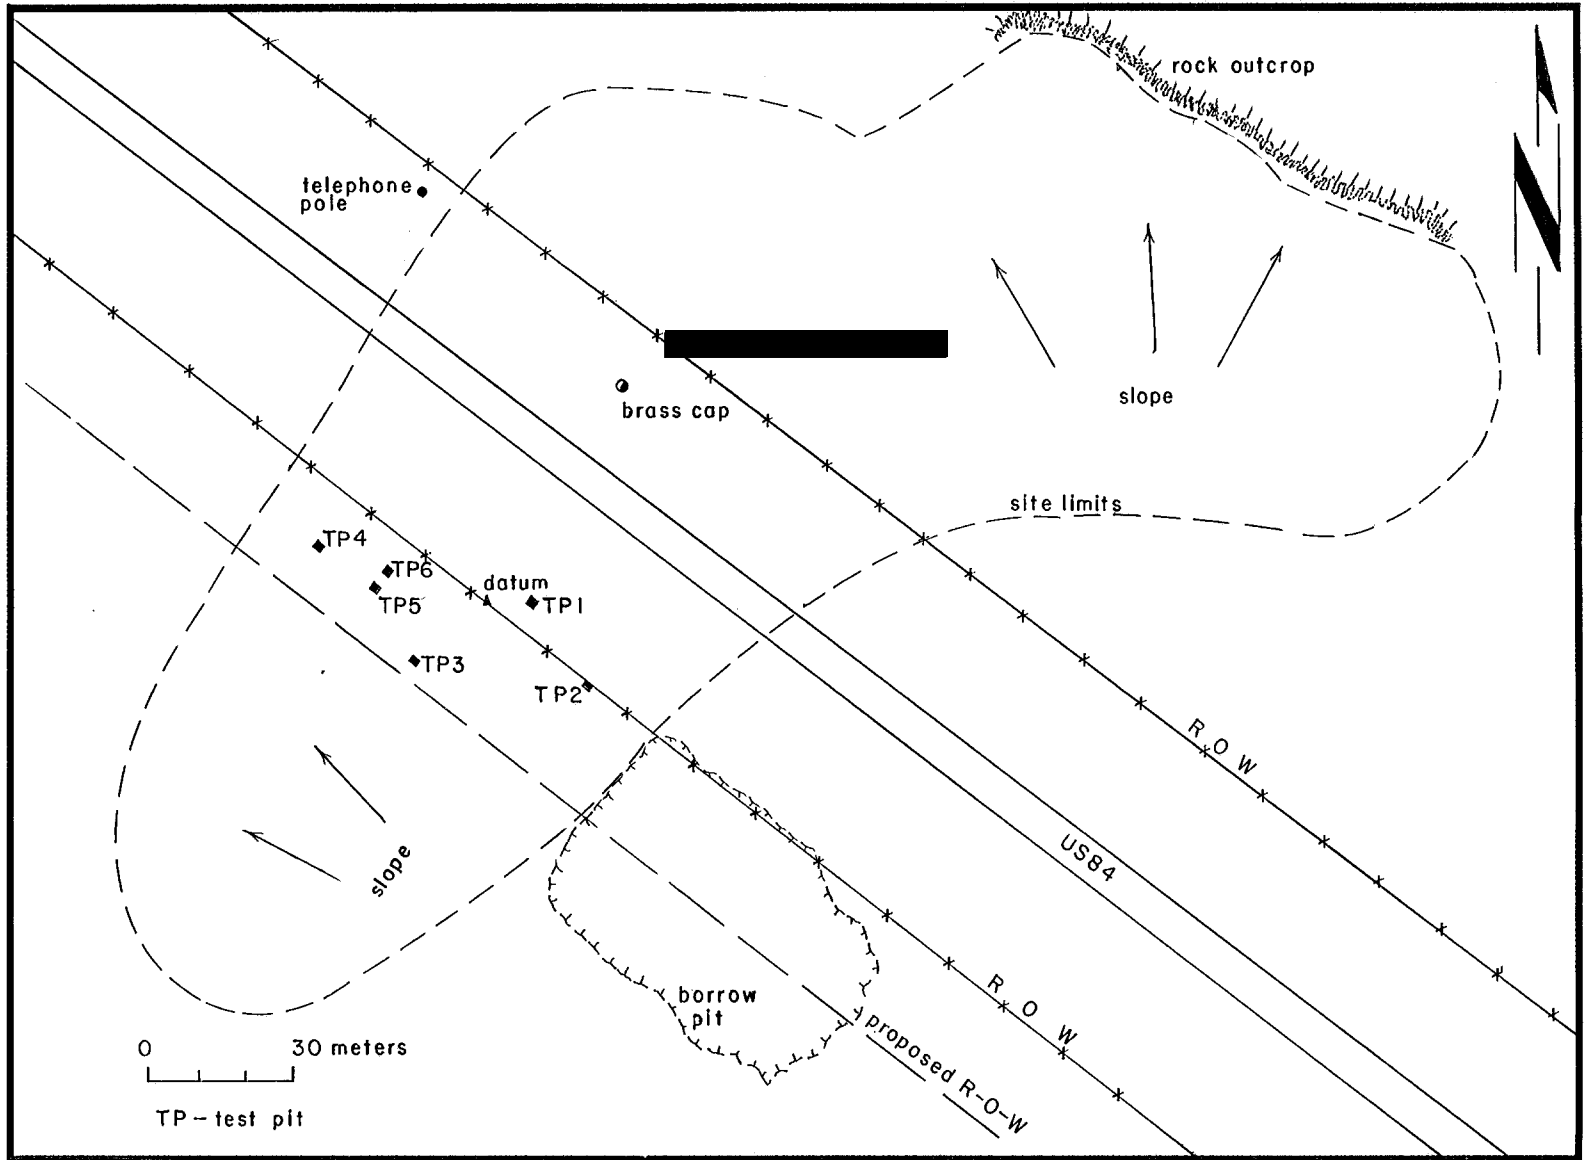 rock outcrop
N
telephone
pole
brass cap
slope
site limits
TP4
TP6
datum
TP5
TP1
TP3
TP2
R O W
US84
slope
borrow
pit
R O W
proposed R-O-W
0 30 meters
TP - test pit